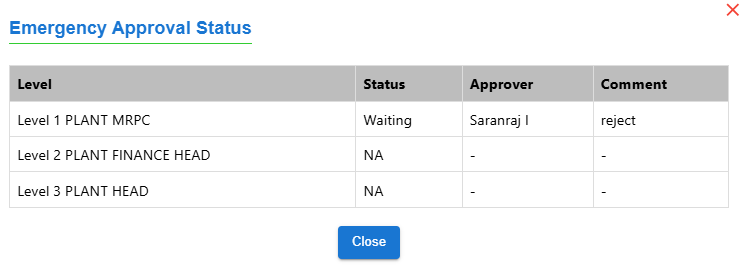 Emergency Approval Status
Level Status Approver Comment
Level 1 PLANT MRPC Waiting Saranraj I reject
Level 2 PLANT FINANCE HEAD NA - -
Level 3 PLANT HEAD NA - -
Close